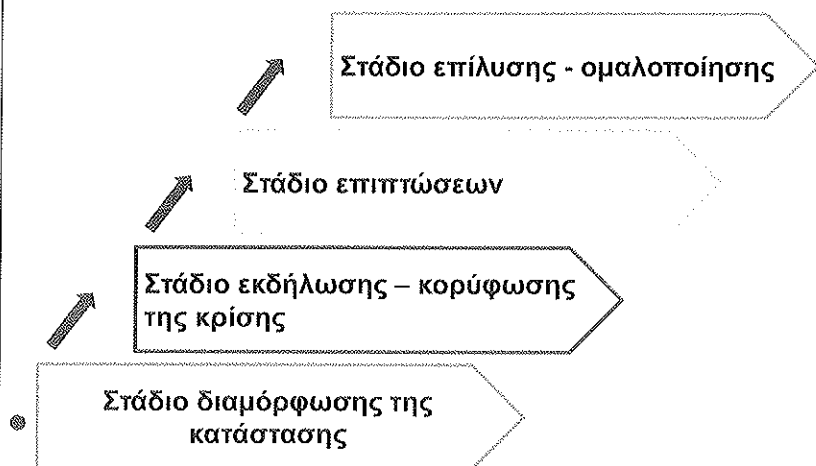 Στάδιο επίλυσης - ομαλοποίησης
Στάδιο επιπτώσεων
Στάδιο εκδήλωσης – κορύφωσης
της κρίσης
Στάδιο διαμόρφωσης της
κατάστασης